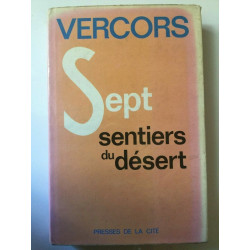 VERCORS
Sept
sentiers
du désert
PRESSES DE LA CITÉ